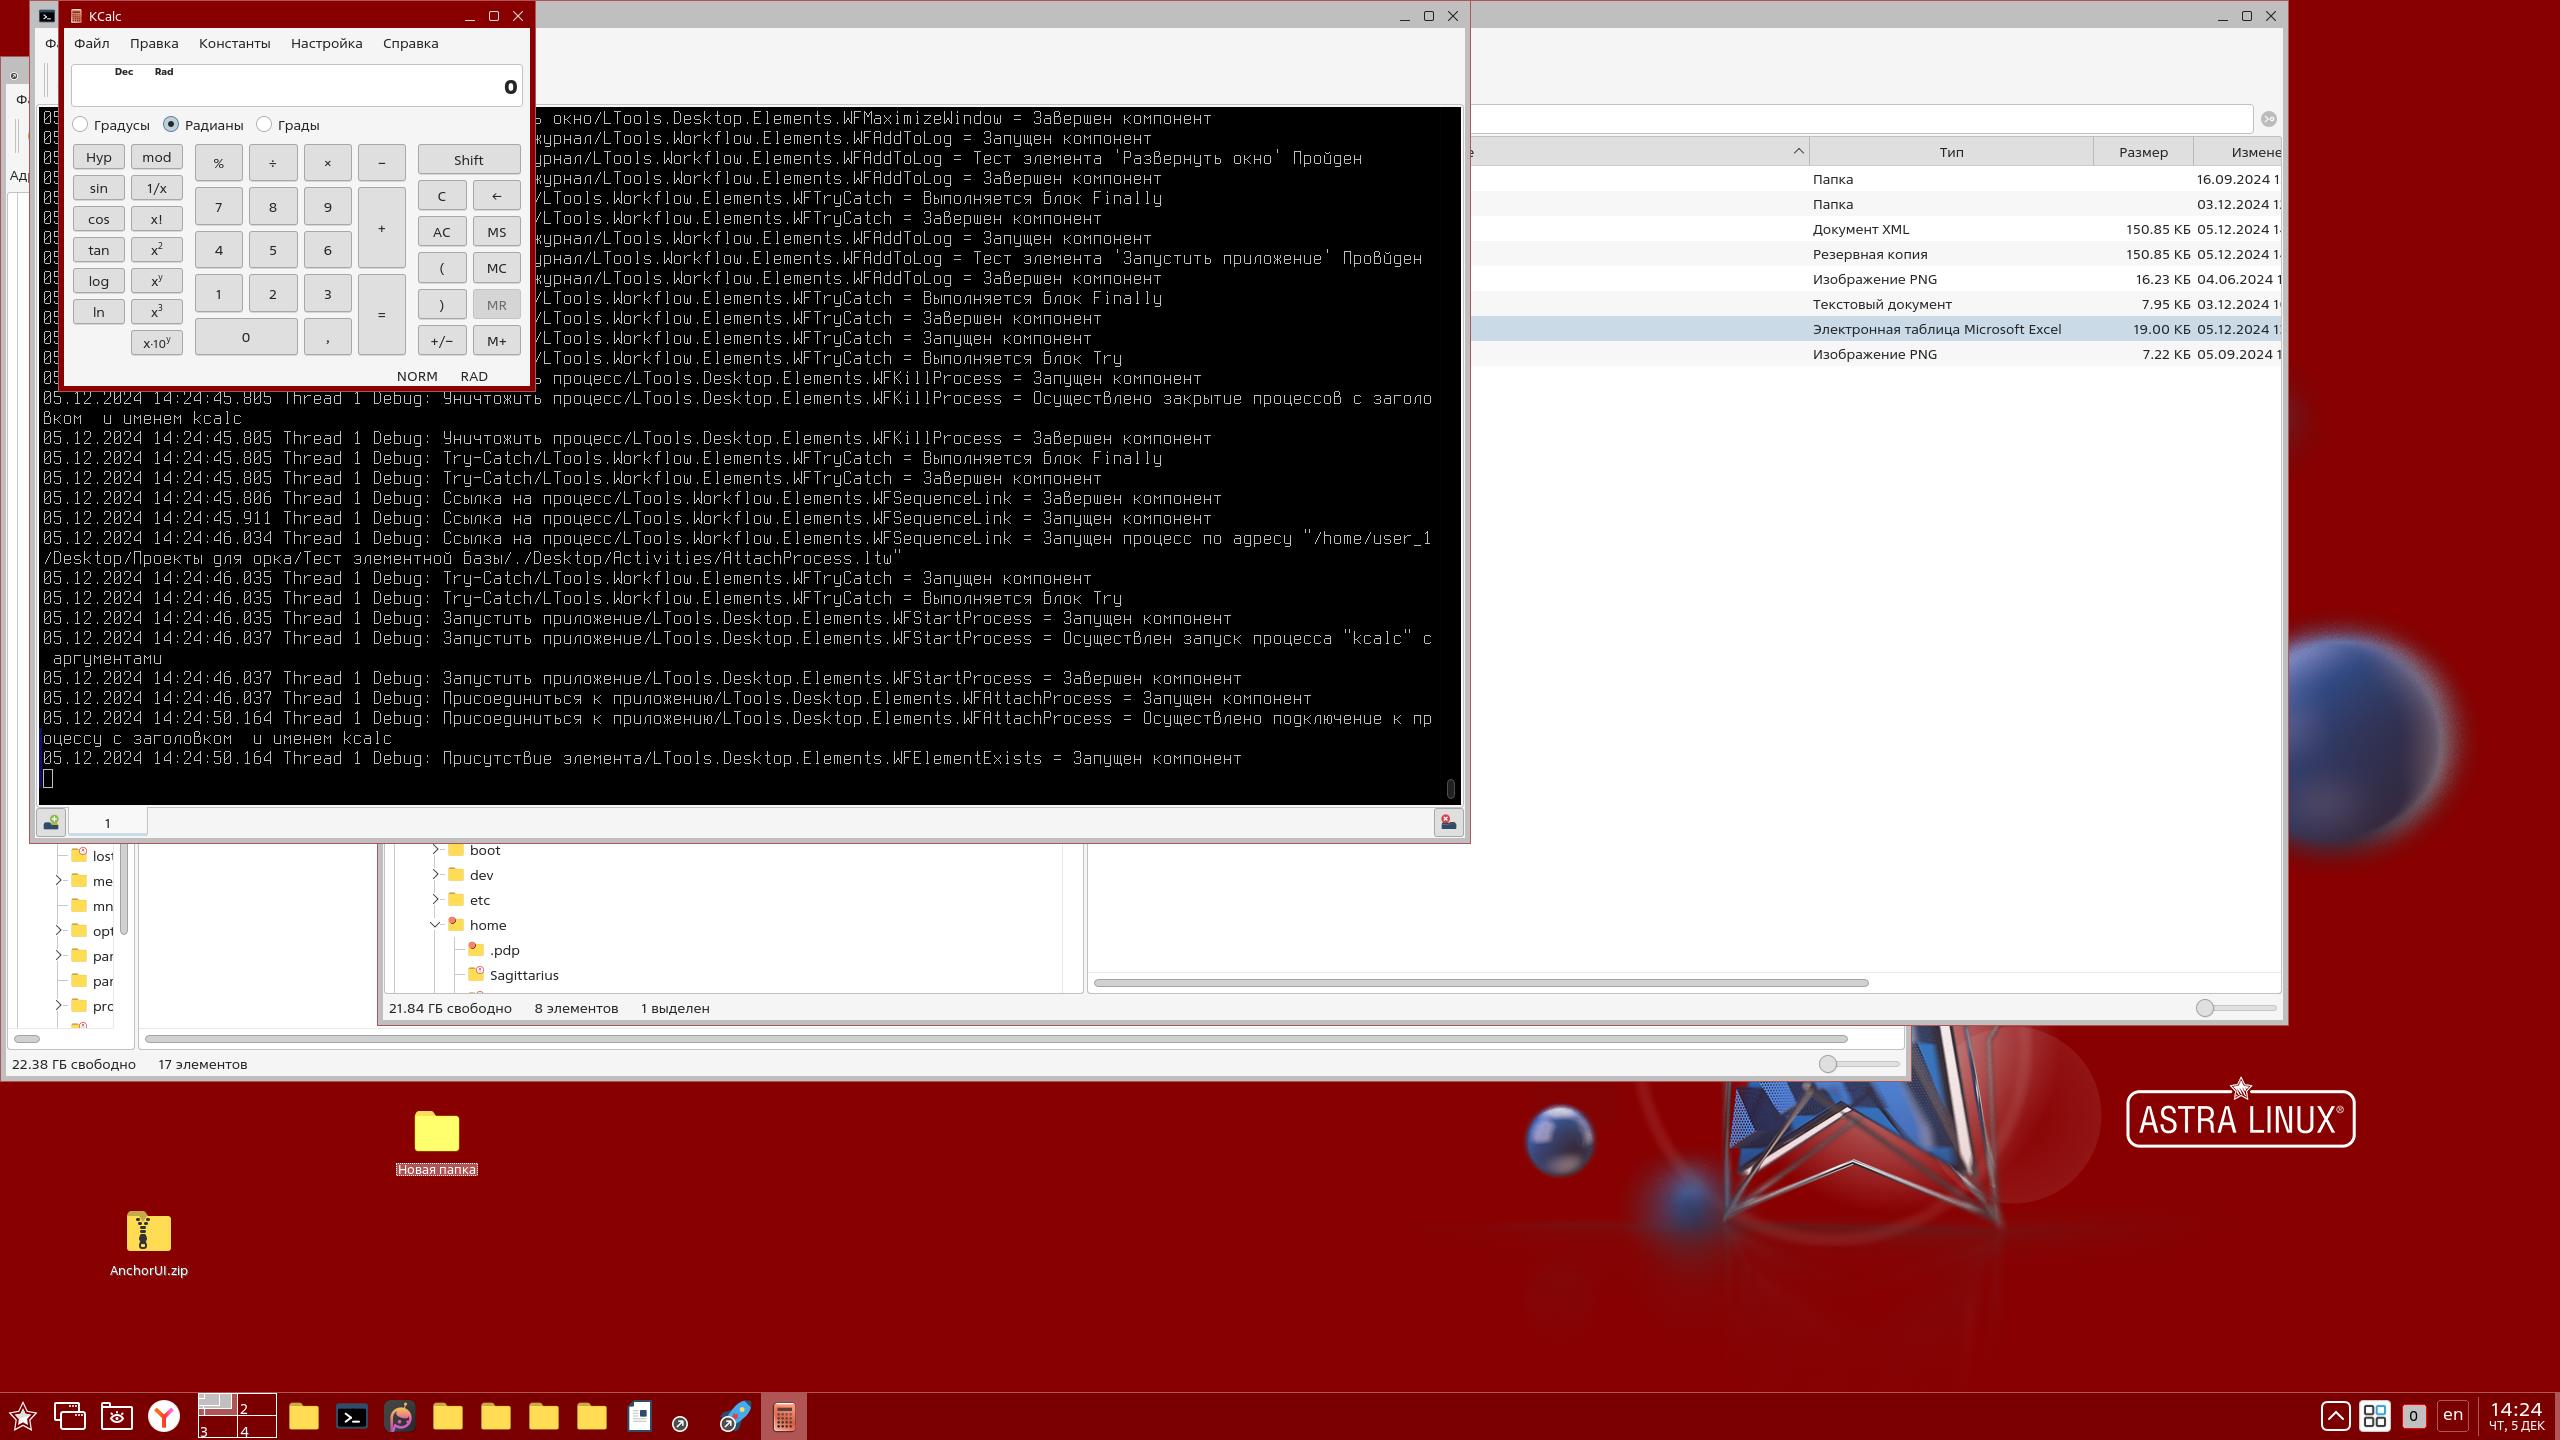 KCalc
Файл Правка Константы Настройка Справка
Dec Rad
0
Градусы Радианы Грады
Hyp mod % ÷ × − Shift
sin 1/x 7 8 9 + C ←
cos x! AC MS
tan x² 4 5 6 ( MC
log xʸ 1 2 3 = ) MR
ln x³ 0 , +/− M+
x·10ʸ
NORM RAD
ь окно/LTools.Desktop.Elements.WFMaximizeWindow = Завершен компонент
журнал/LTools.Workflow.Elements.WFAddToLog = Запущен компонент
урнал/LTools.Workflow.Elements.WFAddToLog = Тест элемента 'Развернуть окно' Пройден
журнал/LTools.Workflow.Elements.WFAddToLog = Завершен компонент
/LTools.Workflow.Elements.WFTryCatch = Выполняется блок Finally
/LTools.Workflow.Elements.WFTryCatch = Завершен компонент
журнал/LTools.Workflow.Elements.WFAddToLog = Запущен компонент
урнал/LTools.Workflow.Elements.WFAddToLog = Тест элемента 'Запустить приложение' Провйден
журнал/LTools.Workflow.Elements.WFAddToLog = Завершен компонент
/LTools.Workflow.Elements.WFTryCatch = Выполняется блок Finally
/LTools.Workflow.Elements.WFTryCatch = Завершен компонент
/LTools.Workflow.Elements.WFTryCatch = Запущен компонент
/LTools.Workflow.Elements.WFTryCatch = Выполняется блок Try
ь процесс/LTools.Desktop.Elements.WFKillProcess = Запущен компонент
05.12.2024 14:24:45.805 Thread 1 Debug: Уничтожить процесс/LTools.Desktop.Elements.WFKillProcess = Осуществлено закрытие процессов с заголо
вком  и именем kcalc
05.12.2024 14:24:45.805 Thread 1 Debug: Уничтожить процесс/LTools.Desktop.Elements.WFKillProcess = Завершен компонент
05.12.2024 14:24:45.805 Thread 1 Debug: Try-Catch/LTools.Workflow.Elements.WFTryCatch = Выполняется блок Finally
05.12.2024 14:24:45.805 Thread 1 Debug: Try-Catch/LTools.Workflow.Elements.WFTryCatch = Завершен компонент
05.12.2024 14:24:45.806 Thread 1 Debug: Ссылка на процесс/LTools.Workflow.Elements.WFSequenceLink = Завершен компонент
05.12.2024 14:24:45.911 Thread 1 Debug: Ссылка на процесс/LTools.Workflow.Elements.WFSequenceLink = Запущен компонент
05.12.2024 14:24:46.034 Thread 1 Debug: Ссылка на процесс/LTools.Workflow.Elements.WFSequenceLink = Запущен процесс по адресу "/home/user_1
/Desktop/Проекты для орка/Тест элементной базы/./Desktop/Activities/AttachProcess.ltw"
05.12.2024 14:24:46.035 Thread 1 Debug: Try-Catch/LTools.Workflow.Elements.WFTryCatch = Запущен компонент
05.12.2024 14:24:46.035 Thread 1 Debug: Try-Catch/LTools.Workflow.Elements.WFTryCatch = Выполняется блок Try
05.12.2024 14:24:46.035 Thread 1 Debug: Запустить приложение/LTools.Desktop.Elements.WFStartProcess = Запущен компонент
05.12.2024 14:24:46.037 Thread 1 Debug: Запустить приложение/LTools.Desktop.Elements.WFStartProcess = Осуществлен запуск процесса "kcalc" с
аргументами
05.12.2024 14:24:46.037 Thread 1 Debug: Запустить приложение/LTools.Desktop.Elements.WFStartProcess = Завершен компонент
05.12.2024 14:24:46.037 Thread 1 Debug: Присоединиться к приложению/LTools.Desktop.Elements.WFAttachProcess = Запущен компонент
05.12.2024 14:24:50.164 Thread 1 Debug: Присоединиться к приложению/LTools.Desktop.Elements.WFAttachProcess = Осуществлено подключение к пр
оцессу с заголовком  и именем kcalc
05.12.2024 14:24:50.164 Thread 1 Debug: Присутствие элемента/LTools.Desktop.Elements.WFElementExists = Запущен компонент
1
Тип Размер Измене
Папка 16.09.2024 1
Папка 03.12.2024 1
Документ XML 150.85 КБ 05.12.2024 1
Резервная копия 150.85 КБ 05.12.2024 1
Изображение PNG 16.23 КБ 04.06.2024 1
Текстовый документ 7.95 КБ 03.12.2024 1
Электронная таблица Microsoft Excel 19.00 КБ 05.12.2024 1
Изображение PNG 7.22 КБ 05.09.2024 1
boot
dev
etc
home
.pdp
Sagittarius
21.84 ГБ свободно 8 элементов 1 выделен
Адр
lost
me
mn
opt
par
par
pro
22.38 ГБ свободно 17 элементов
Новая папка
AnchorUI.zip
ASTRA LINUX®
2
3 4
0
en
14:24
ЧТ, 5 ДЕК